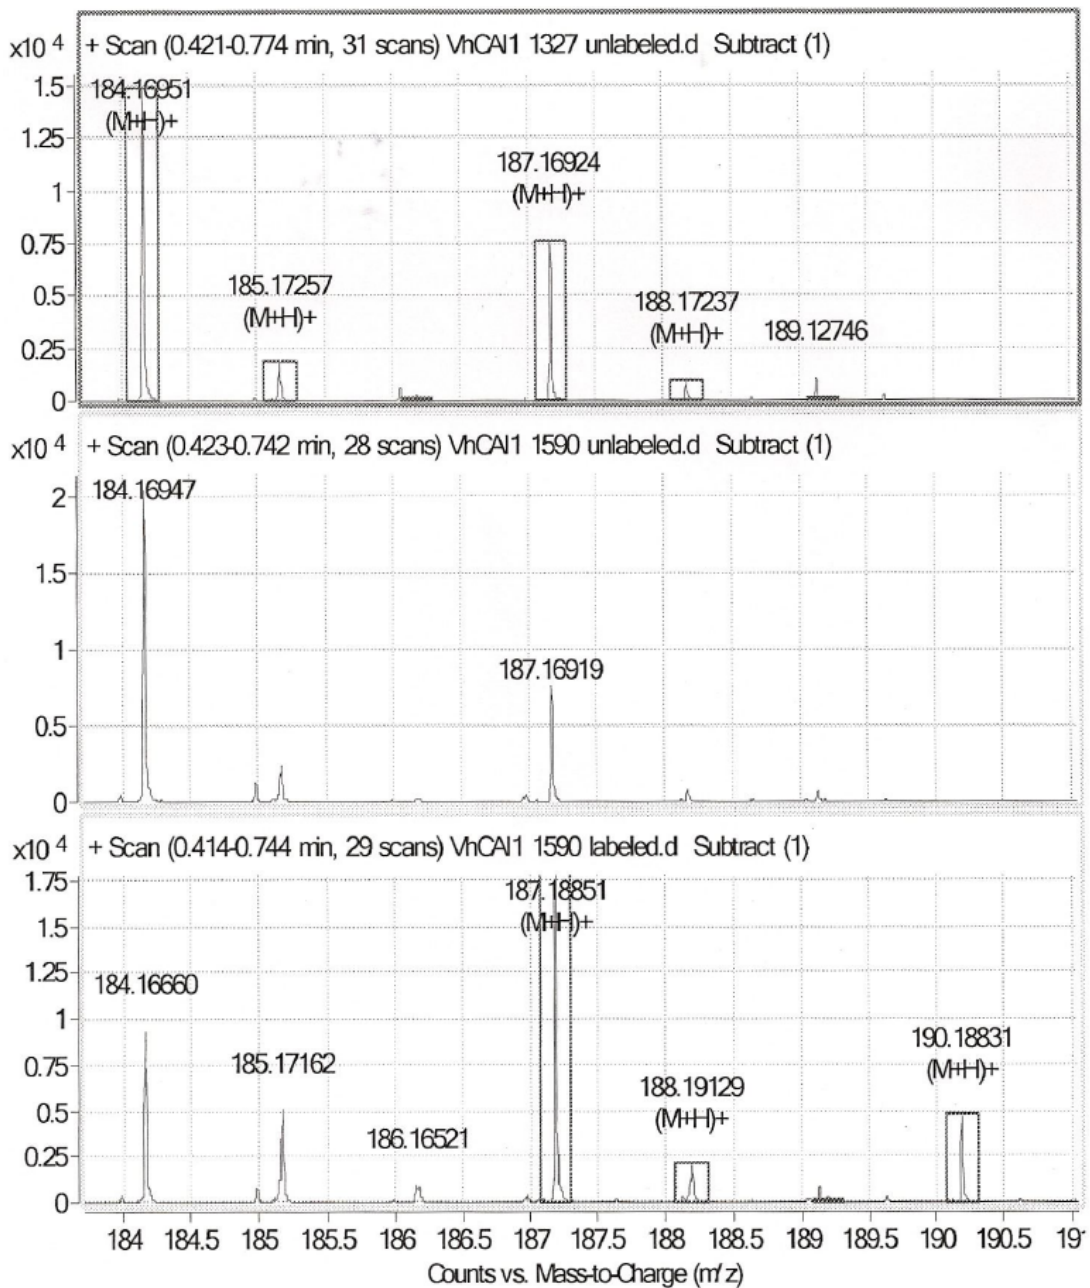 x10 4 + Scan (0.421-0.774 min, 31 scans) VhCAI1 1327 unlabeled.d Subtract (1)
1.5
184.16951
(M+H)+
1.25
187.16924
(M+H)+
1
0.75
185.17257
(M+H)+
188.17237
(M+H)+
189.12746
0.5
0.25
0
x10 4 + Scan (0.423-0.742 min, 28 scans) VhCAI1 1590 unlabeled.d Subtract (1)
184.16947
2
1.5
1
187.16919
0.5
0
x10 4 + Scan (0.414-0.744 min, 29 scans) VhCAI1 1590 labeled.d Subtract (1)
1.75
187.18851
(M+H)+
1.5
1.25
184.16660
1
190.18831
(M+H)+
185.17162
0.75
188.19129
(M+H)+
0.5
186.16521
0.25
0
184 184.5 185 185.5 186 186.5 187 187.5 188 188.5 189 189.5 190 190.5 19
Counts vs. Mass-to-Charge (m/z)